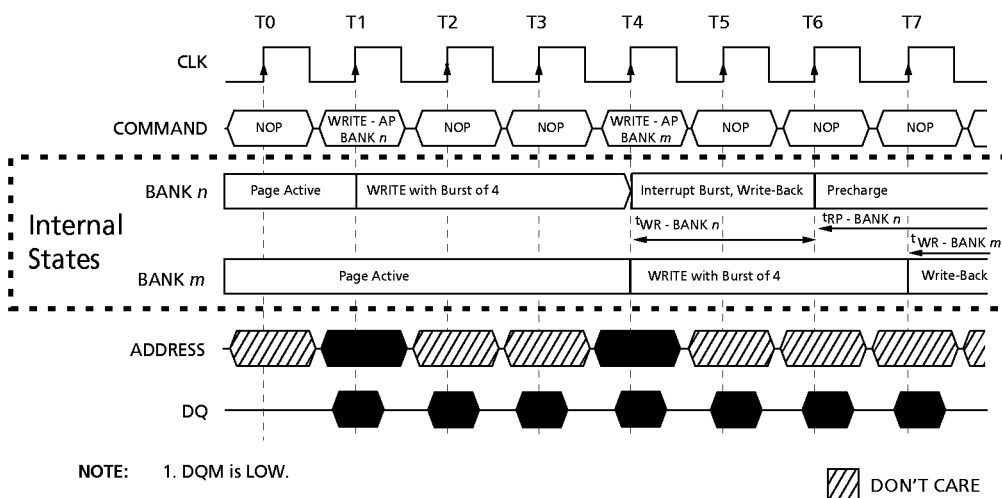 T0 T1 T2 T3 T4 T5 T6 T7
CLK
COMMAND NOP WRITE - AP BANK n NOP NOP WRITE - AP BANK m NOP NOP NOP
Internal States
BANK n Page Active WRITE with Burst of 4 Interrupt Burst, Write-Back Precharge
tWR - BANK n tRP - BANK n
tWR - BANK m
BANK m Page Active WRITE with Burst of 4 Write-Back
ADDRESS
DQ
NOTE: 1. DQM is LOW.
DON'T CARE